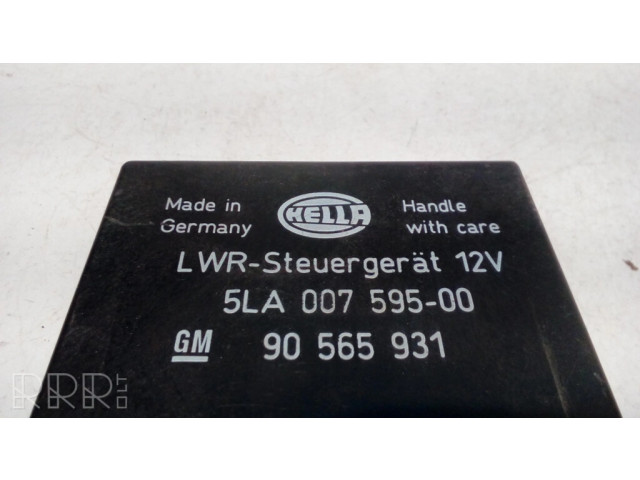 Made in HELLA Handle
Germany with care
LWR-Steuergerät 12V
5LA 007 595-00
GM 90 565 931
RRR.LT